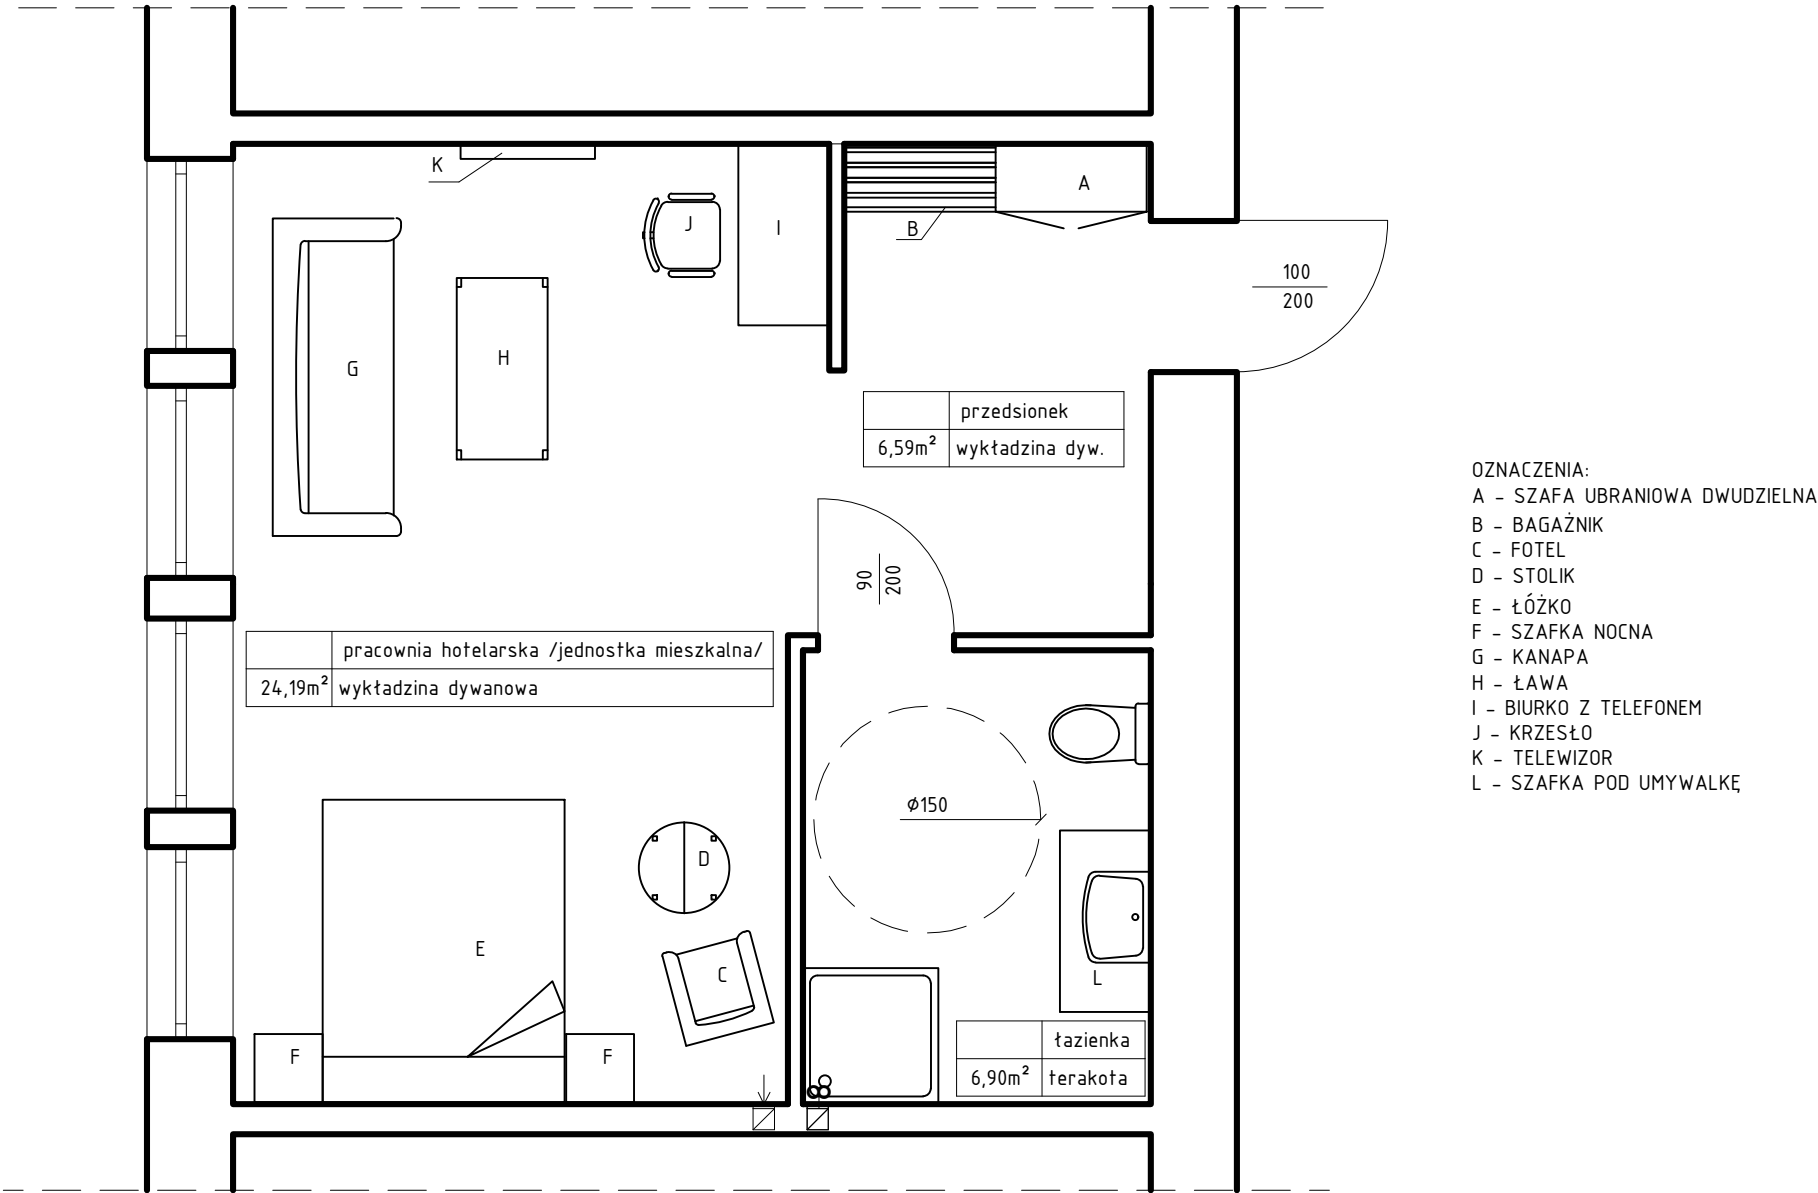 K
J
I
A
B
100
200
G
H
przedsionek
6,59m² wykładzina dyw.
90
200
pracownia hotelarska /jednostka mieszkalna/
24,19m² wykładzina dywanowa
ø150
D
E
C
L
F
F
łazienka
6,90m² terakota
OZNACZENIA:
A - SZAFA UBRANIOWA DWUDZIELNA
B - BAGAŻNIK
C - FOTEL
D - STOLIK
E - ŁÓŻKO
F - SZAFKA NOCNA
G - KANAPA
H - ŁAWA
I - BIURKO Z TELEFONEM
J - KRZESŁO
K - TELEWIZOR
L - SZAFKA POD UMYWALKĘ